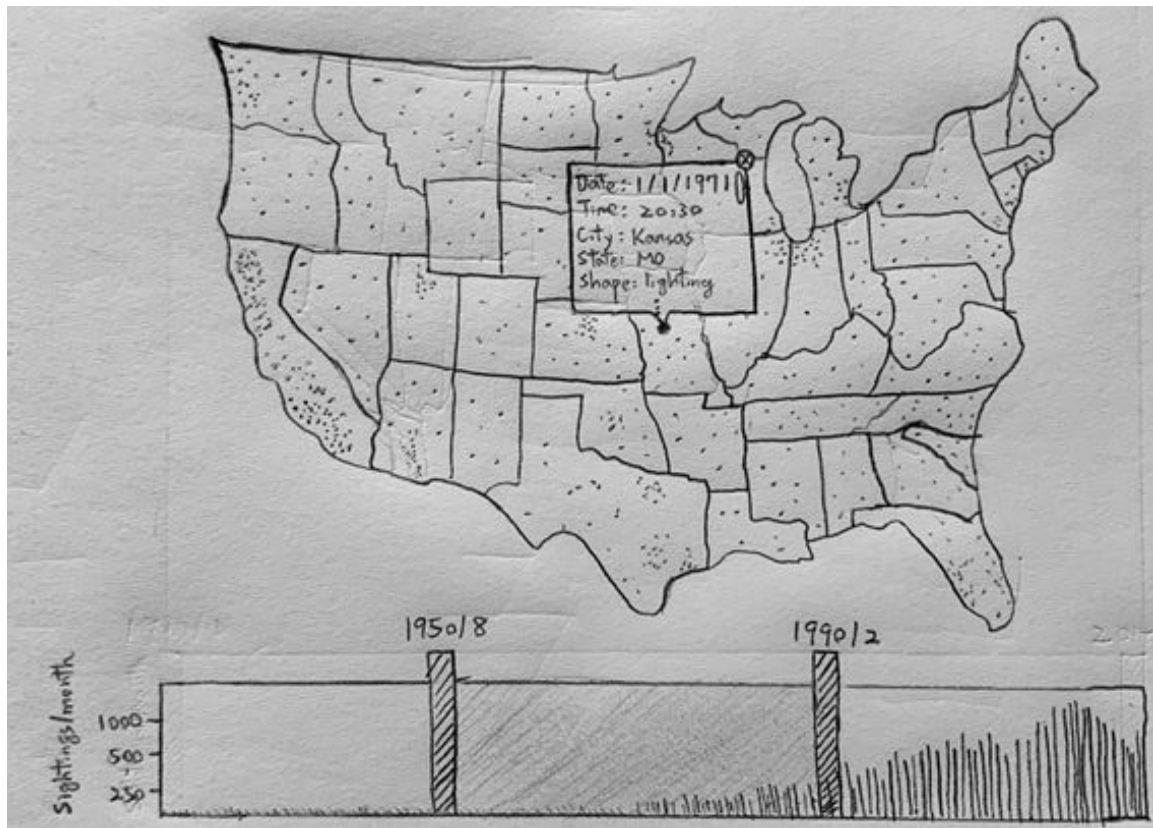 Date: 1/1/1971
Time: 20:30
City: Kansas
State: MO
Shape: lighting
1950/8
1990/2
Sightings/month
1000
500
250